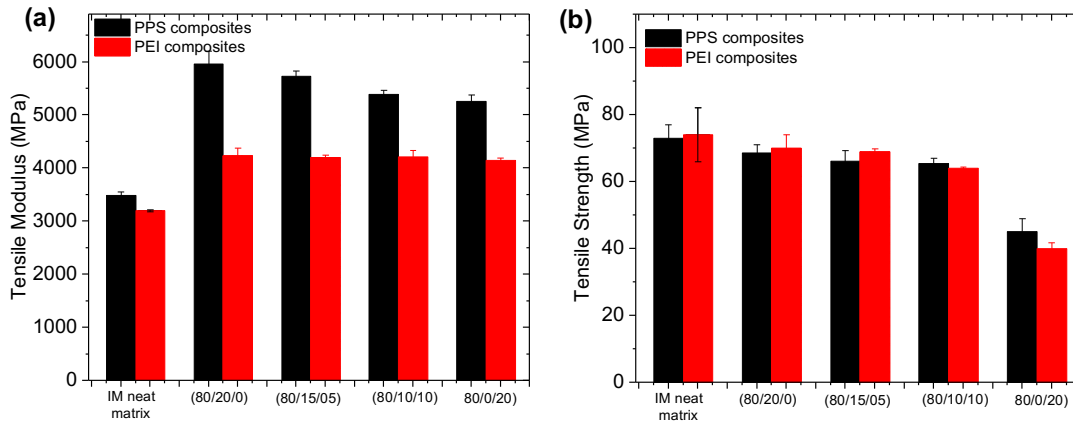 (a)
PPS composites
PEI composites
Tensile Modulus (MPa)
6000
5000
4000
3000
2000
1000
0
IM neat
matrix
(80/20/0)
(80/15/05)
(80/10/10)
(80/0/20)
(b)
PPS composites
PEI composites
Tensile Strength (MPa)
100
80
60
40
20
0
IM neat
matrix
(80/20/0)
(80/15/05)
(80/10/10)
80/0/20)